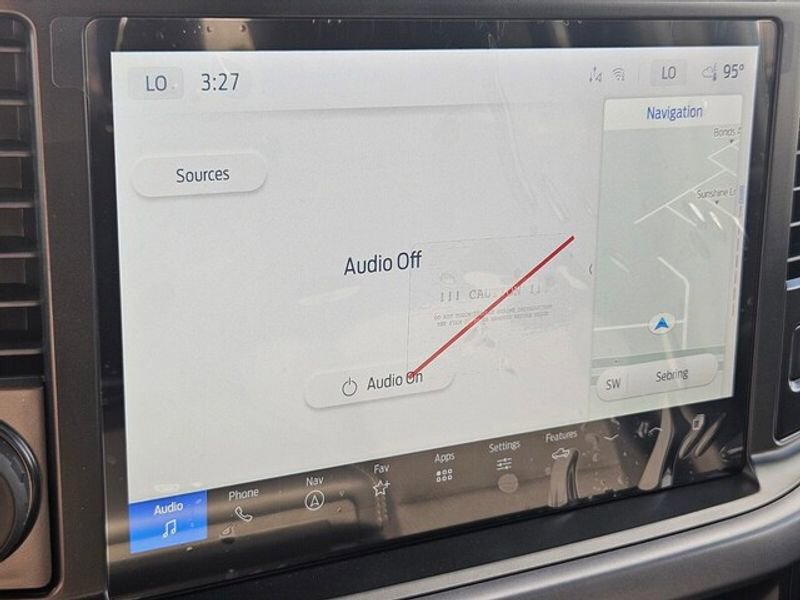 LO
3:27
LO
95°
Navigation
Bonds
Sunshine
Sources
Audio Off
!!! CAUTION !!!
Audio On
SW
Sebring
Audio
Phone
Nav
Fav
Apps
Settings
Features